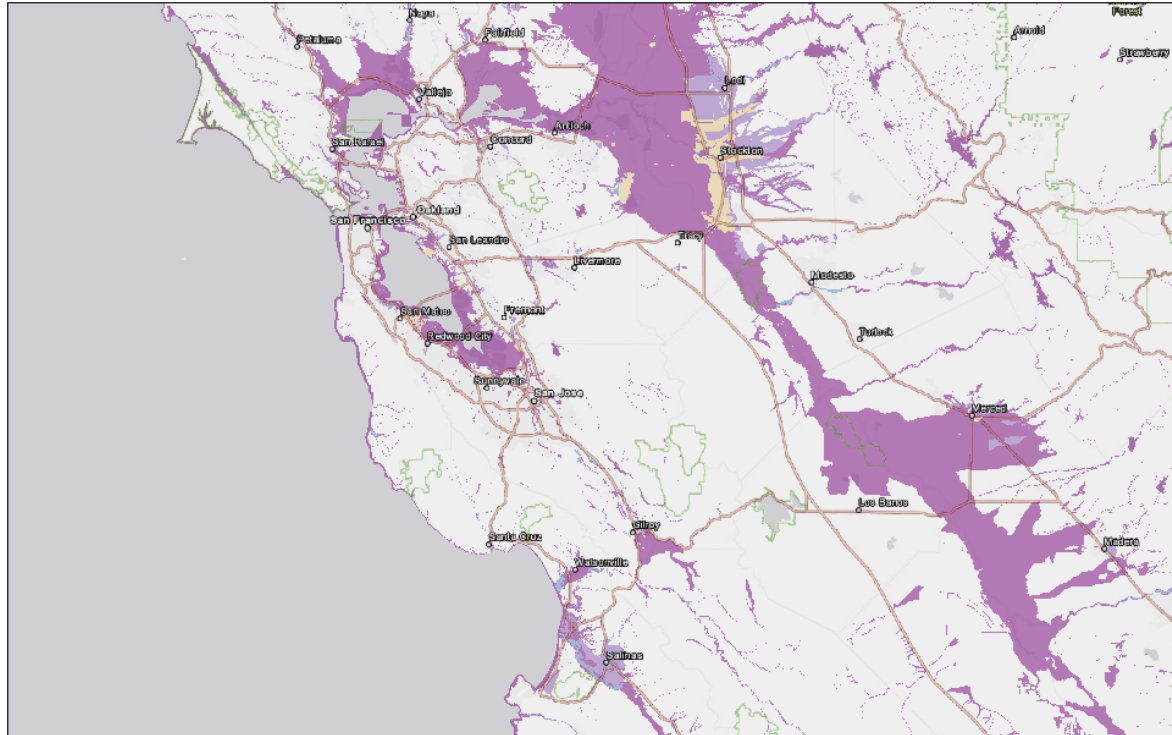 Napa
Forest
Petaluma
Fairfield
Arnold
Strawberry
Lodi
Vallejo
Antioch
San Rafael
Concord
Stockton
Oakland
San Francisco
San Leandro
Tracy
Livermore
Modesto
San Mateo
Fremont
Redwood City
Turlock
Sunnyvale
San Jose
Merced
Los Banos
Gilroy
Santa Cruz
Madera
Watsonville
Salinas